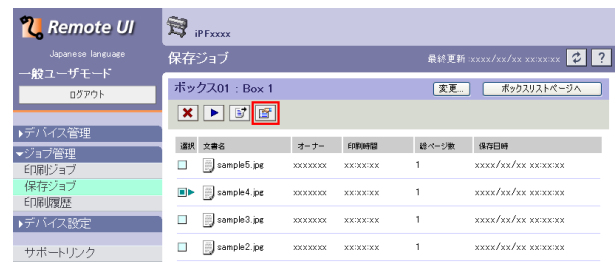 Remote UI
iPFxxxx
Japanese language
一般ユーザモード
ログアウト
保存ジョブ
最終更新 :xxxx/xx/xx xx:xx:xx
?
ボックス01 : Box 1
変更...
ボックスリストページへ
▶デバイス管理
▼ジョブ管理
印刷ジョブ
保存ジョブ
印刷履歴
▶デバイス設定
サポートリンク
選択 文書名 オーナー 印刷時間 総ページ数 保存日時
sample5.jpg xxxxxxx xx:xx:xx 1 xxxx/xx/xx xx:xx:xx
sample4.jpg xxxxxxx xx:xx:xx 1 xxxx/xx/xx xx:xx:xx
sample3.jpg xxxxxxx xx:xx:xx 1 xxxx/xx/xx xx:xx:xx
sample2.jpg xxxxxxx xx:xx:xx 1 xxxx/xx/xx xx:xx:xx